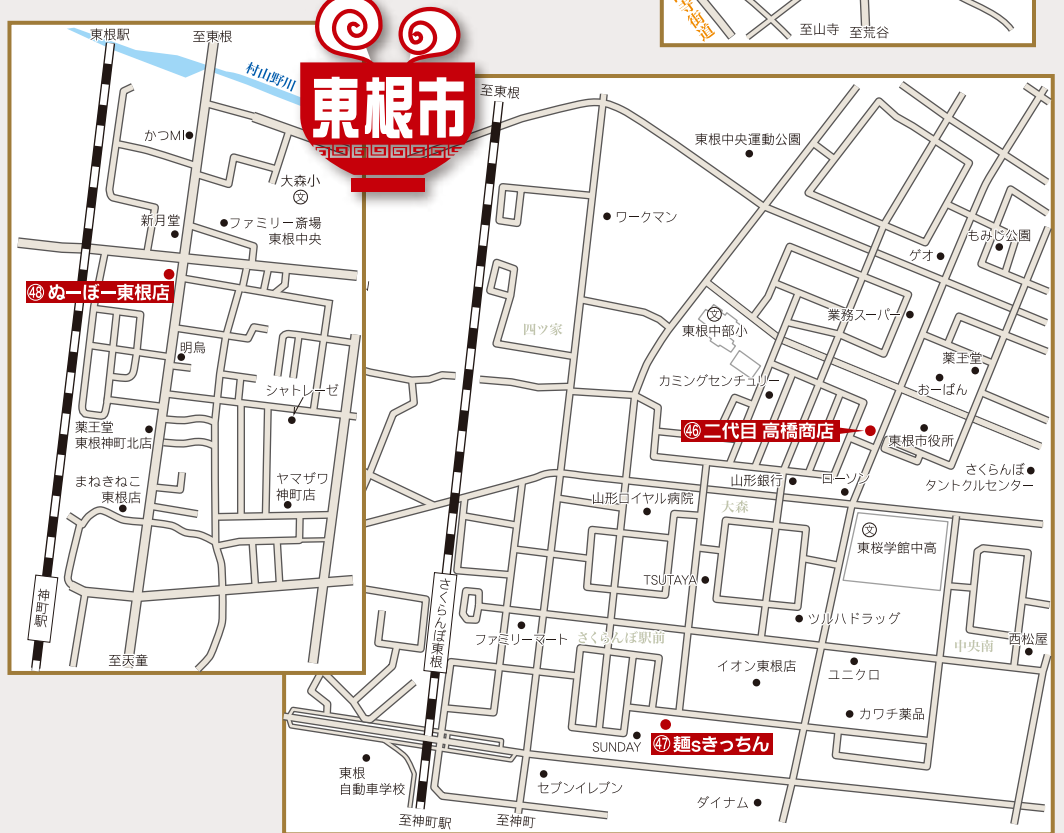 東根市
街道
至山寺
至荒谷
東根駅
至東根
村山野川
かつMI
大森小
文
新月堂
ファミリー斎場
東根中央
㊽ ぬーぼー東根店
明烏
シャトレーゼ
薬王堂
東根神町北店
まねきねこ
東根店
ヤマザワ
神町店
神町駅
至天童
至東根
東根中央運動公園
ワークマン
もみじ公園
ゲオ
四ツ家
文
東根中部小
業務スーパー
薬王堂
カミングセンチュリー
おーばん
㊻ 二代目 高橋商店
東根市役所
さくらんぼ
タントクルセンター
山形銀行
ローソン
山形ロイヤル病院
大森
文
東桜学館中高
TSUTAYA
さくらんぼ東根
ツルハドラッグ
ファミリーマート
さくらんぼ駅前
中央南
西松屋
イオン東根店
ユニクロ
カワチ薬品
SUNDAY
㊼ 麺sきっちん
東根
自動車学校
セブンイレブン
ダイナム
至神町駅
至神町